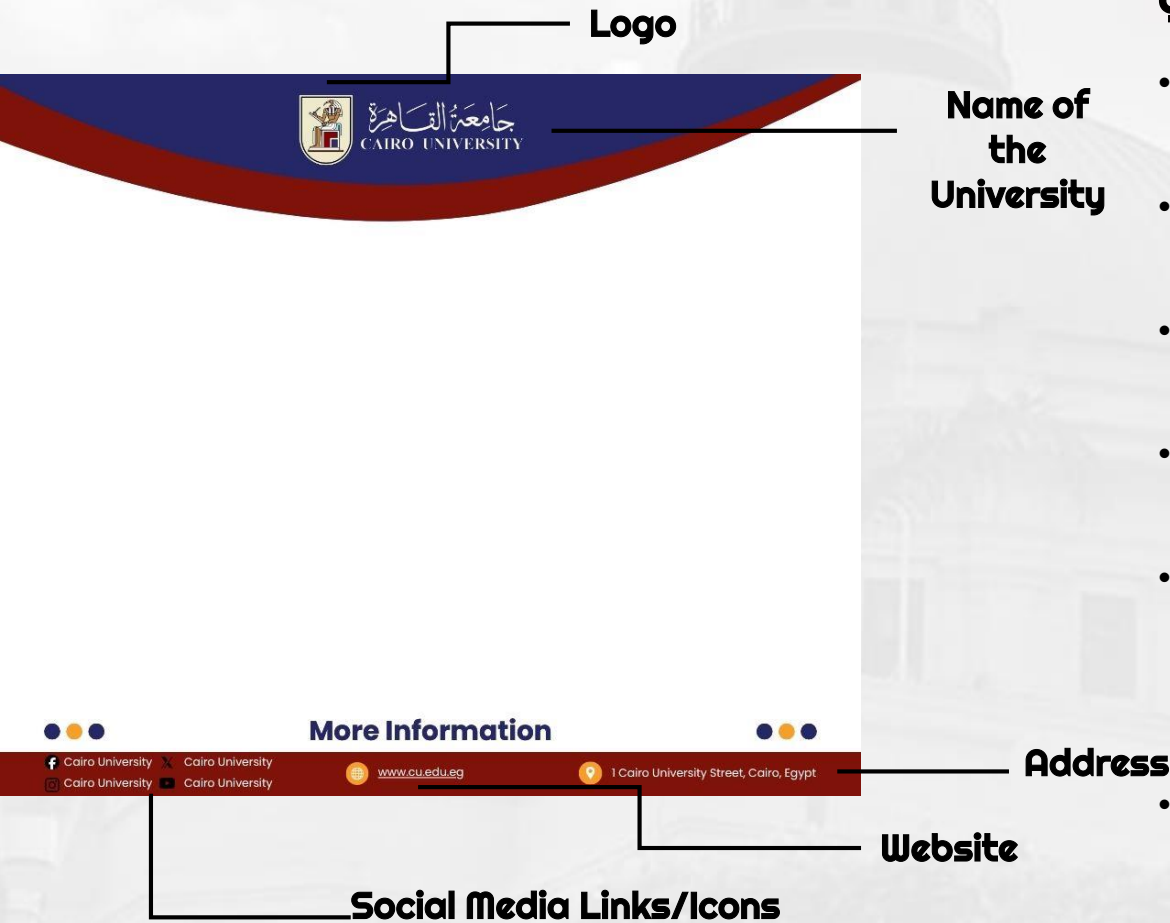 Logo
جامعة القاهرة
CAIRO UNIVERSITY
Name of
the
University
More Information
Cairo University Cairo University
Cairo University Cairo University
www.cu.edu.eg
1 Cairo University Street, Cairo, Egypt
Address
Website
Social Media Links/Icons